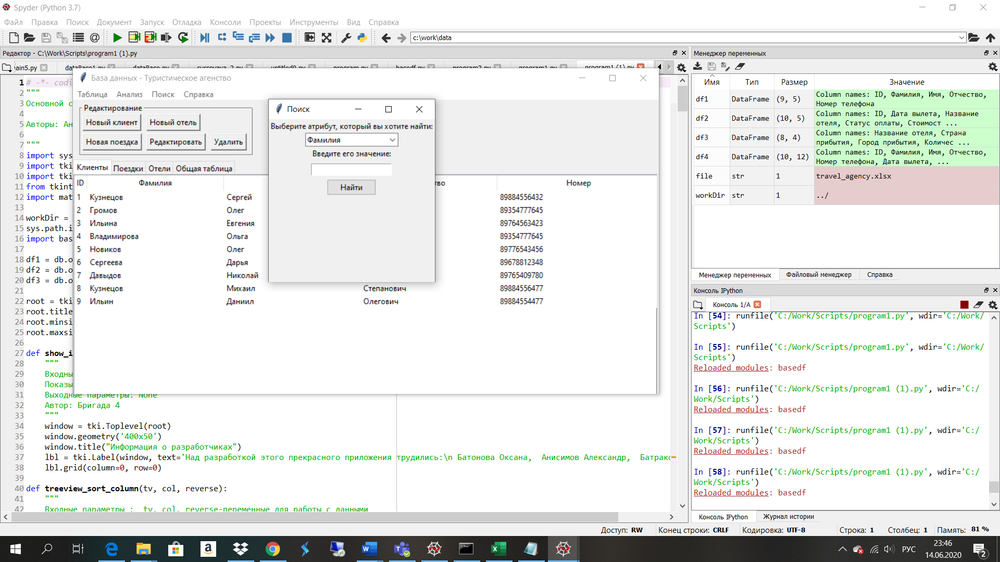 Spyder (Python 3.7)
Файл Правка Поиск Документ Запуск Отладка Консоли Проекты Инструменты Вид Справка
c:\work\data
Редактор - C:\Work\Scripts\program1 (1).py
ain5.py dataBase1.py dataBase.py cursovaya_2.py untitled0.py program.py basedf.py program2.py program1.py program1 (1).py
1 # -*- codi
2 """
3 Основной с
4
5 Авторы: Ан
6
7 """
8 import sys
9 import tki
10 import tki
11 from tkint
12 import mat
13
14 workDir =
15 sys.path.i
16 import bas
17
18 df1 = db.o
19 df2 = db.o
20 df3 = db.o
21
22 root = tki
23 root.title
24 root.minsi
25 root.maxsi
26
27 def show_i
28 """
29 Входны
30 Показы
31 Выходные параметры: None
32 Автор: Бригада 4
33 """
34 window = tki.Toplevel(root)
35 window.geometry('400x50')
36 window.title("Информация о разработчиках")
37 lbl = tki.Label(window, text='Над разработкой этого прекрасного приложения трудились:\n Батонова Оксана, Анисимов Александр, Батрако
38 lbl.grid(column=0, row=0)
39
40 def treeview_sort_column(tv, col, reverse):
41 """
42 Входные параметры : tv, col, reverse-переменные для работы с данными
База данных - Туристическое агенство
Таблица Анализ Поиск Справка
Редактирование
Новый клиент Новый отель
Новая поездка Редактировать Удалить
Клиенты Поездки Отели Общая таблица
ID Фамилия тво Номер
1 Кузнецов Сергей 89884556432
2 Громов Олег 89354777645
3 Ильина Евгения 89764563423
4 Владимирова Ольга 89354777645
5 Новиков Олег 89776543456
6 Сергеева Дарья 89678812348
7 Давыдов Николай 89765409780
8 Кузнецов Михаил Степанович 89884556477
9 Ильин Даниил Олегович 89884554477
Поиск
Выберите атрибут, который вы хотите найти:
Фамилия
Введите его значение:
Найти
Менеджер переменных
Имя Тип Размер Значение
df1 DataFrame (9, 5) Column names: ID, Фамилия, Имя, Отчество,
Номер телефона
df2 DataFrame (10, 5) Column names: ID, Дата вылета, Название
отеля, Статус оплаты, Стоимост ...
df3 DataFrame (8, 4) Column names: Название отеля, Страна
прибытия, Город прибытия, Количес ...
df4 DataFrame (10, 12) Column names: ID, Фамилия, Имя, Отчество,
Номер телефона, Дата вылета, ...
file str 1 travel_agency.xlsx
workDir str 1 ../
Менеджер переменных Файловый менеджер Справка
Консоль IPython
Консоль 1/A
In [54]: runfile('C:/Work/Scripts/program1.py', wdir='C:/Work/
Scripts')
In [55]: runfile('C:/Work/Scripts/program1.py', wdir='C:/Work/
Scripts')
Reloaded modules: basedf
In [56]: runfile('C:/Work/Scripts/program1 (1).py', wdir='C:/
Work/Scripts')
Reloaded modules: basedf
In [57]: runfile('C:/Work/Scripts/program1 (1).py', wdir='C:/
Work/Scripts')
Reloaded modules: basedf
In [58]: runfile('C:/Work/Scripts/program1 (1).py', wdir='C:/
Work/Scripts')
Reloaded modules: basedf
Консоль IPython Журнал истории
Доступ: RW Конец строки: CRLF Кодировка: UTF-8 Строка: 1 Столбец: 1 Память: 81 %
РУС
23:46
14.06.2020
2